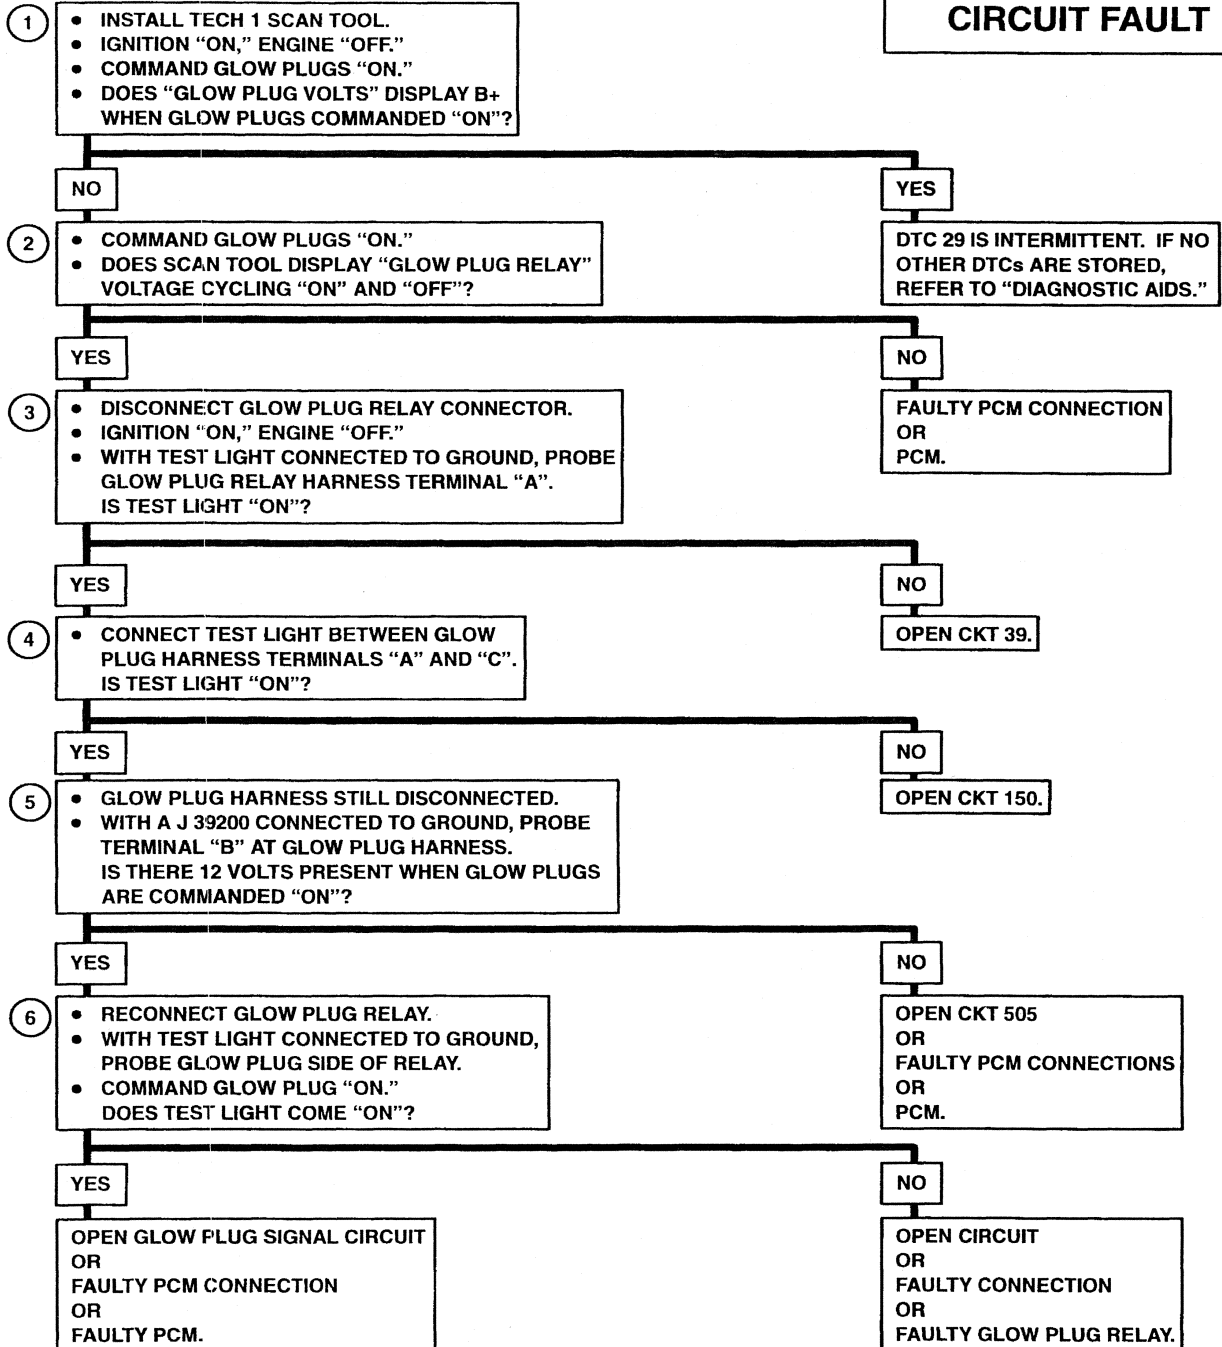 CIRCUIT FAULT
1
• INSTALL TECH 1 SCAN TOOL.
• IGNITION “ON,” ENGINE “OFF.”
• COMMAND GLOW PLUGS “ON.”
• DOES “GLOW PLUG VOLTS” DISPLAY B+
WHEN GLOW PLUGS COMMANDED “ON”?
NO
YES
2
• COMMAND GLOW PLUGS “ON.”
• DOES SCAN TOOL DISPLAY “GLOW PLUG RELAY”
VOLTAGE CYCLING “ON” AND “OFF”?
DTC 29 IS INTERMITTENT. IF NO
OTHER DTCs ARE STORED,
REFER TO “DIAGNOSTIC AIDS.”
YES
NO
3
• DISCONNECT GLOW PLUG RELAY CONNECTOR.
• IGNITION “ON,” ENGINE “OFF.”
• WITH TEST LIGHT CONNECTED TO GROUND, PROBE
GLOW PLUG RELAY HARNESS TERMINAL “A”.
IS TEST LIGHT “ON”?
FAULTY PCM CONNECTION
OR
PCM.
YES
NO
4
• CONNECT TEST LIGHT BETWEEN GLOW
PLUG HARNESS TERMINALS “A” AND “C”.
IS TEST LIGHT “ON”?
OPEN CKT 39.
YES
NO
5
• GLOW PLUG HARNESS STILL DISCONNECTED.
• WITH A J 39200 CONNECTED TO GROUND, PROBE
TERMINAL “B” AT GLOW PLUG HARNESS.
IS THERE 12 VOLTS PRESENT WHEN GLOW PLUGS
ARE COMMANDED “ON”?
OPEN CKT 150.
YES
NO
6
• RECONNECT GLOW PLUG RELAY.
• WITH TEST LIGHT CONNECTED TO GROUND,
PROBE GLOW PLUG SIDE OF RELAY.
• COMMAND GLOW PLUG “ON.”
DOES TEST LIGHT COME “ON”?
OPEN CKT 505
OR
FAULTY PCM CONNECTIONS
OR
PCM.
YES
NO
OPEN GLOW PLUG SIGNAL CIRCUIT
OR
FAULTY PCM CONNECTION
OR
FAULTY PCM.
OPEN CIRCUIT
OR
FAULTY CONNECTION
OR
FAULTY GLOW PLUG RELAY.